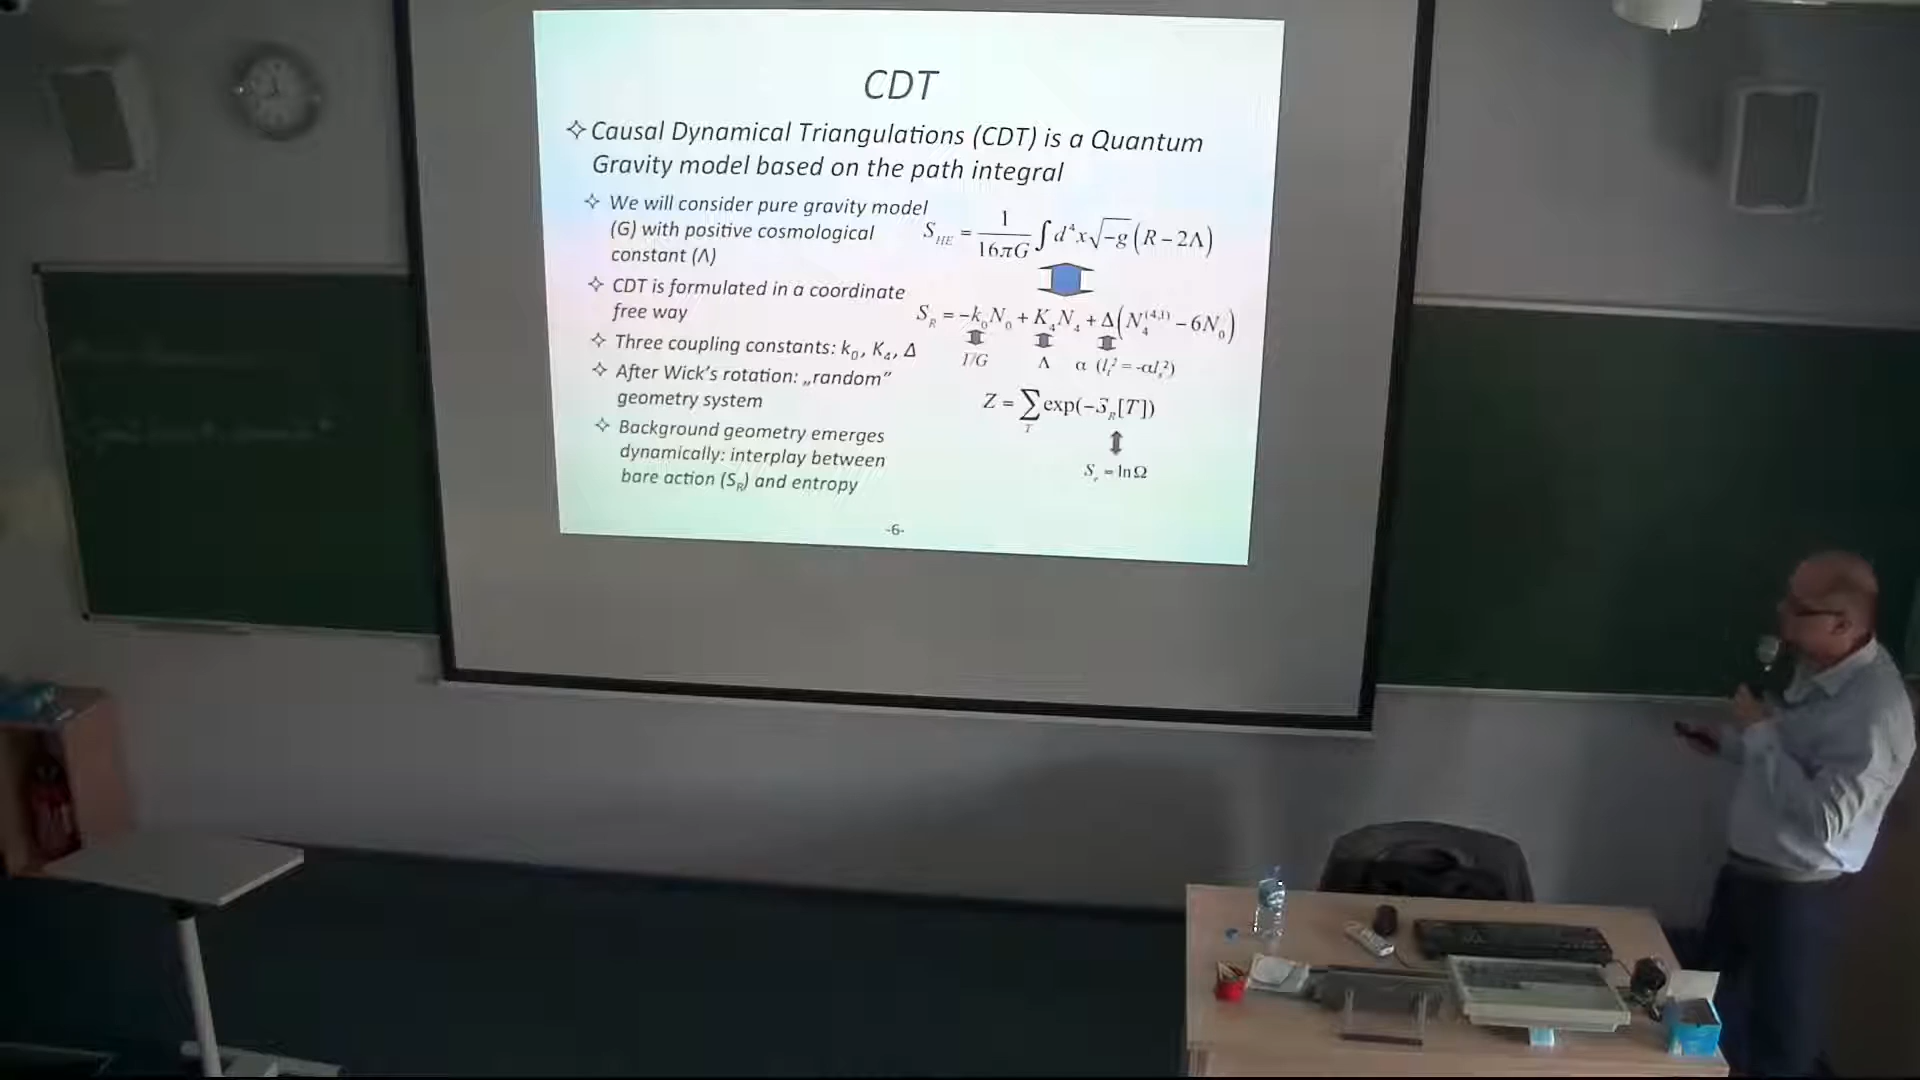 CDT
✧ Causal Dynamical Triangulations (CDT) is a Quantum
Gravity model based on the path integral
✧ We will consider pure gravity model
(G) with positive cosmological
constant (Λ)
S_HE = 1/(16πG) ∫ d⁴x √-g (R − 2Λ)
✧ CDT is formulated in a coordinate
free way
S_R = −k₀N₀ + K₄N₄ + Δ(N₄^(4,1) − 6N₀)
✧ Three coupling constants: k₀, K₄, Δ
1/G Λ α (l_t² = -αl_s²)
✧ After Wick's rotation: „random”
geometry system
Z = ∑_T exp(−S_R[T])
✧ Background geometry emerges
dynamically: interplay between
bare action (S_R) and entropy
= lnΩ
-6-